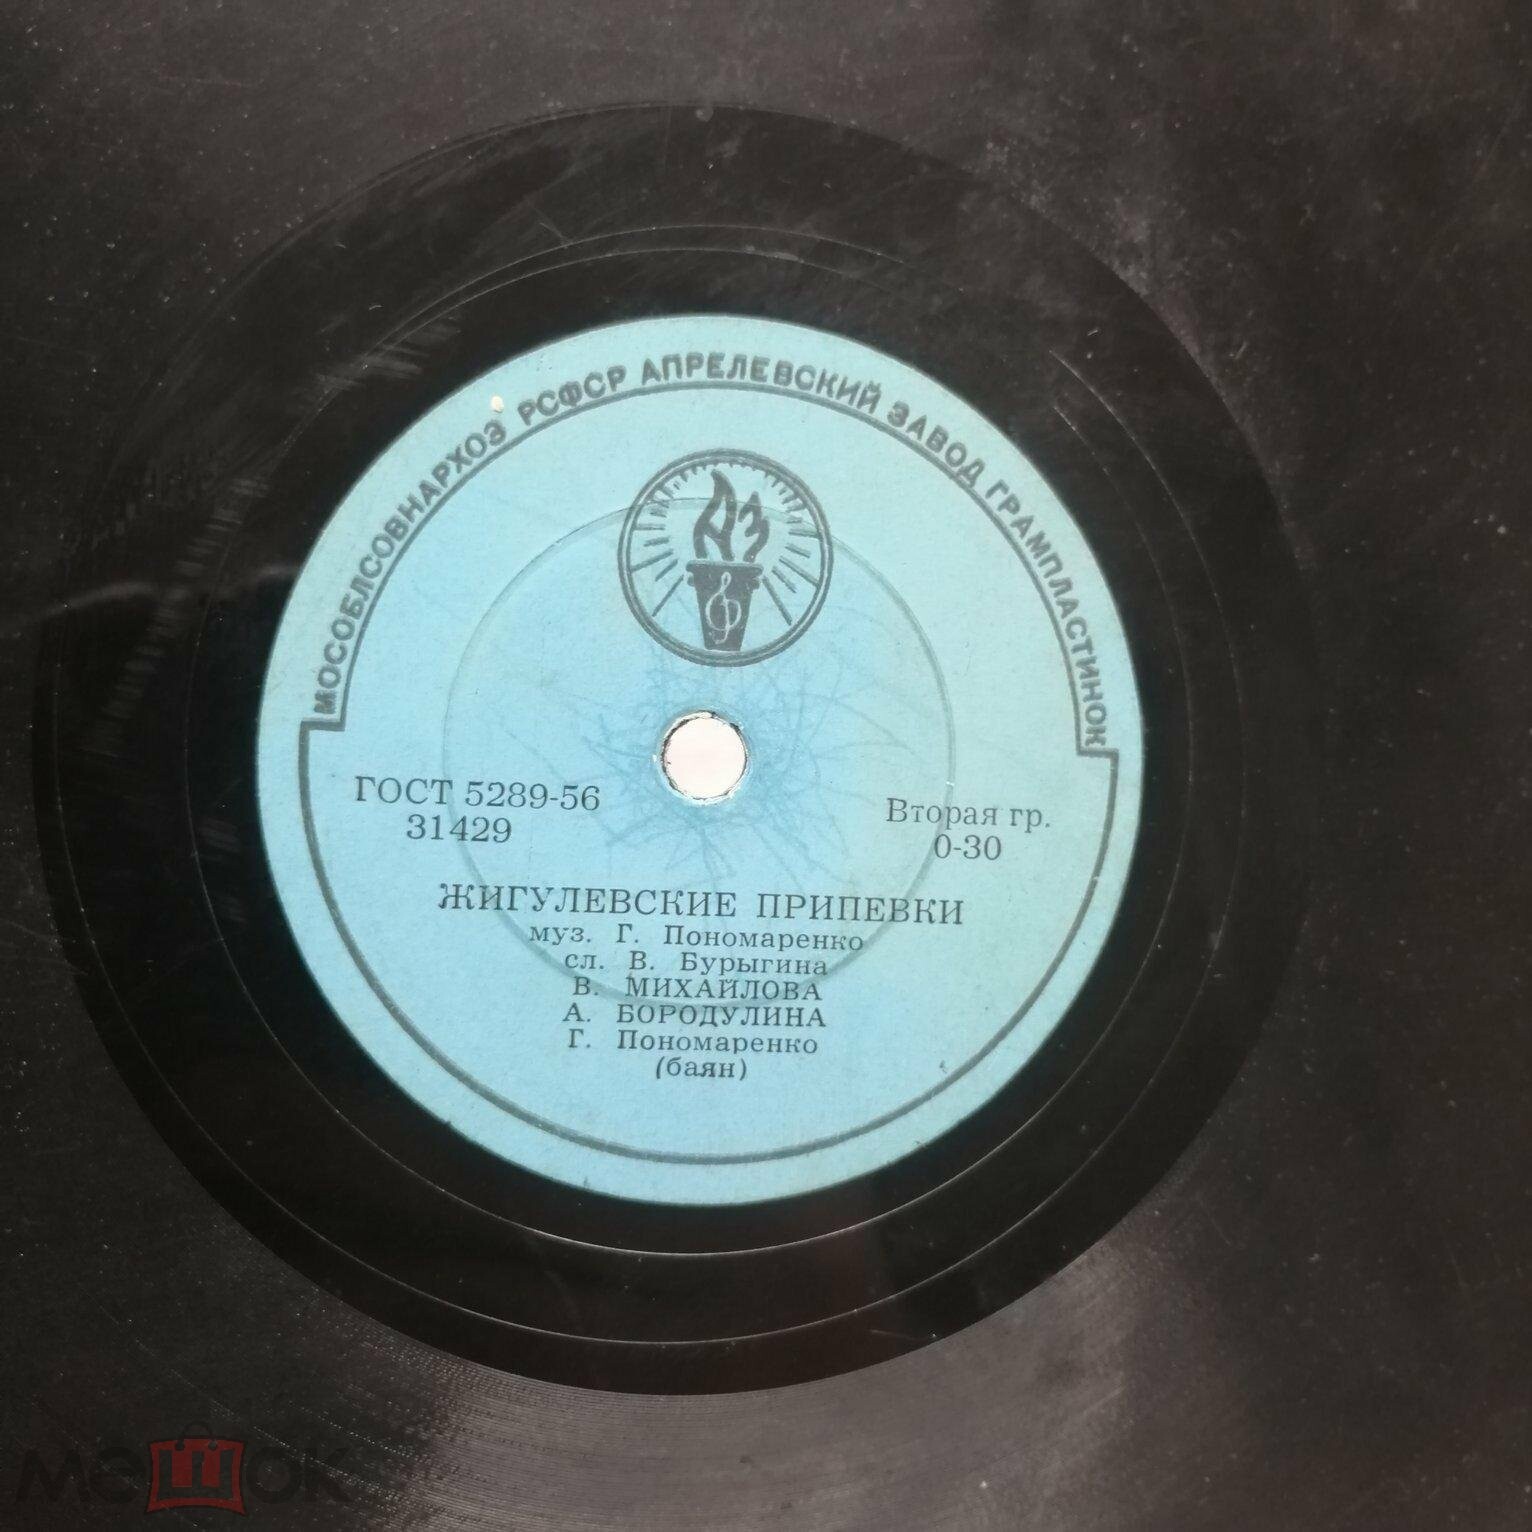 МОСОБЛСОВНАРХОЗ РСФСР АПРЕЛЕВСКИЙ ЗАВОД ГРАМПЛАСТИНОК
АЗ
ГОСТ 5289-56
31429
Вторая гр.
0-30
ЖИГУЛЕВСКИЕ ПРИПЕВКИ
муз. Г. Пономаренко
сл. В. Бурыгина
В. МИХАЙЛОВА
А. БОРОДУЛИНА
Г. Пономаренко
(баян)
мешок